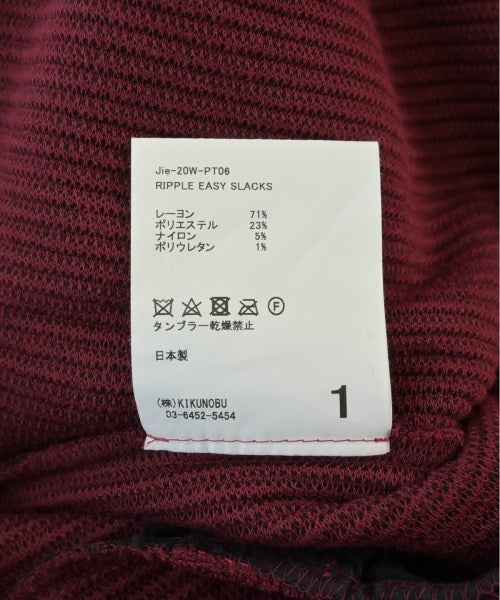 Jie-20W-PT06
RIPPLE EASY SLACKS
レーヨン 71%
ポリエステル 23%
ナイロン 5%
ポリウレタン 1%
F
タンブラー乾燥禁止
日本製
(株)KIKUNOBU
03-6452-5454
1